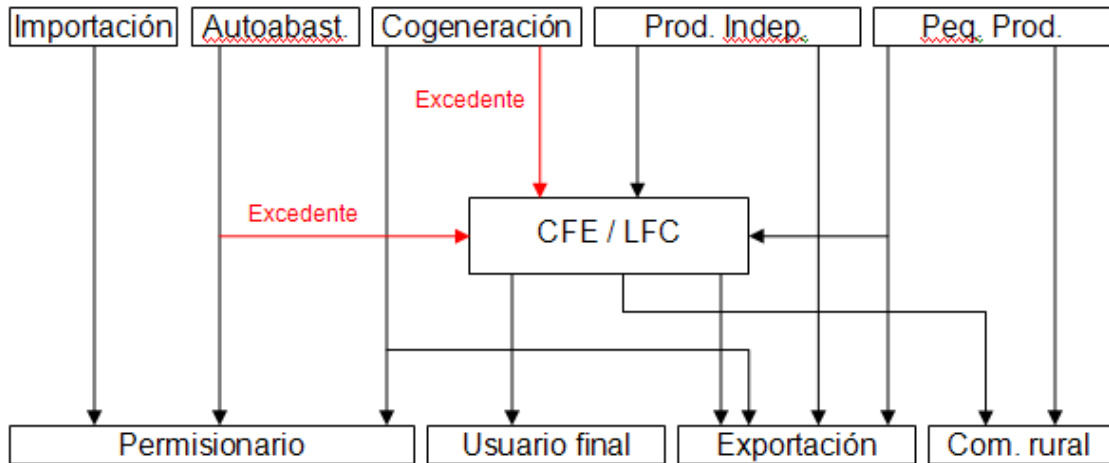 Importación
Autoabast.
Cogeneración
Prod. Indep.
Peq. Prod.
Excedente
Excedente
CFE / LFC
Permisionario
Usuario final
Exportación
Com. rural